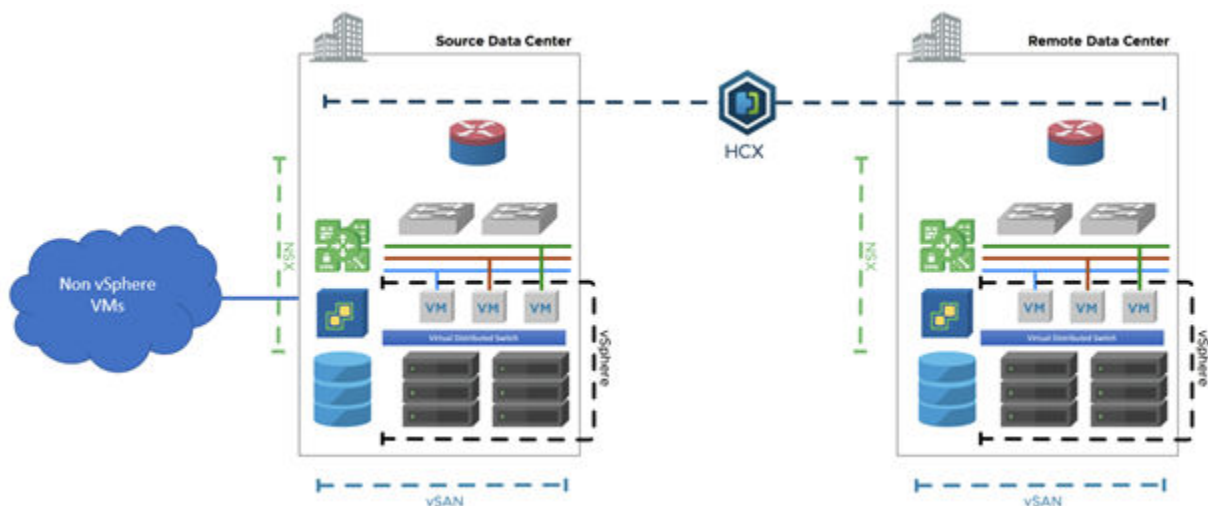 Source Data Center
Remote Data Center
HCX
NSX
NSX
Non vSphere
VMs
VM
VM
VM
VM
VM
VM
Virtual Distributed Switch
Virtual Distributed Switch
vSphere
vSphere
vSAN
vSAN